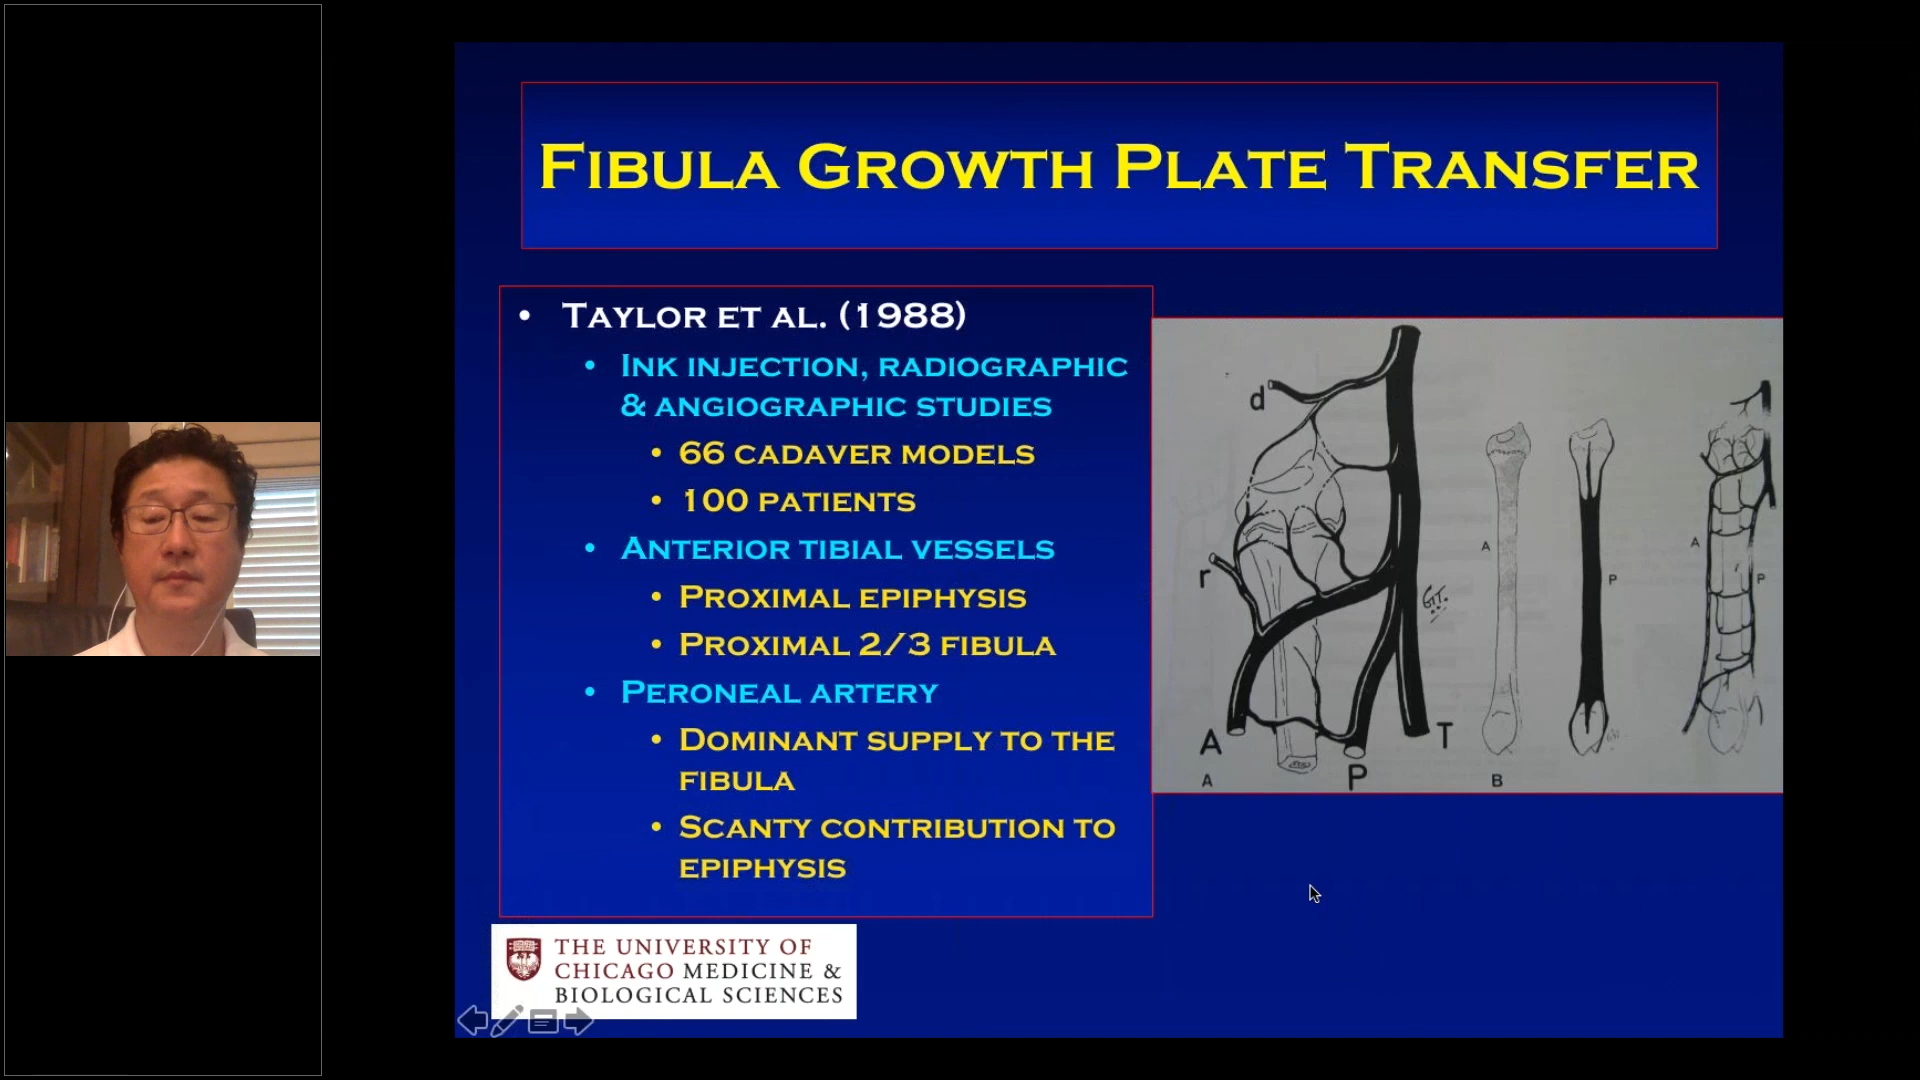 FIBULA GROWTH PLATE TRANSFER
• TAYLOR ET AL. (1988)
• INK INJECTION, RADIOGRAPHIC
& ANGIOGRAPHIC STUDIES
• 66 CADAVER MODELS
• 100 PATIENTS
• ANTERIOR TIBIAL VESSELS
• PROXIMAL EPIPHYSIS
• PROXIMAL 2/3 FIBULA
• PERONEAL ARTERY
• DOMINANT SUPPLY TO THE
FIBULA
• SCANTY CONTRIBUTION TO
EPIPHYSIS
d
r
A
P
T
A
B
A
P
A
P
THE UNIVERSITY OF
CHICAGO MEDICINE &
BIOLOGICAL SCIENCES